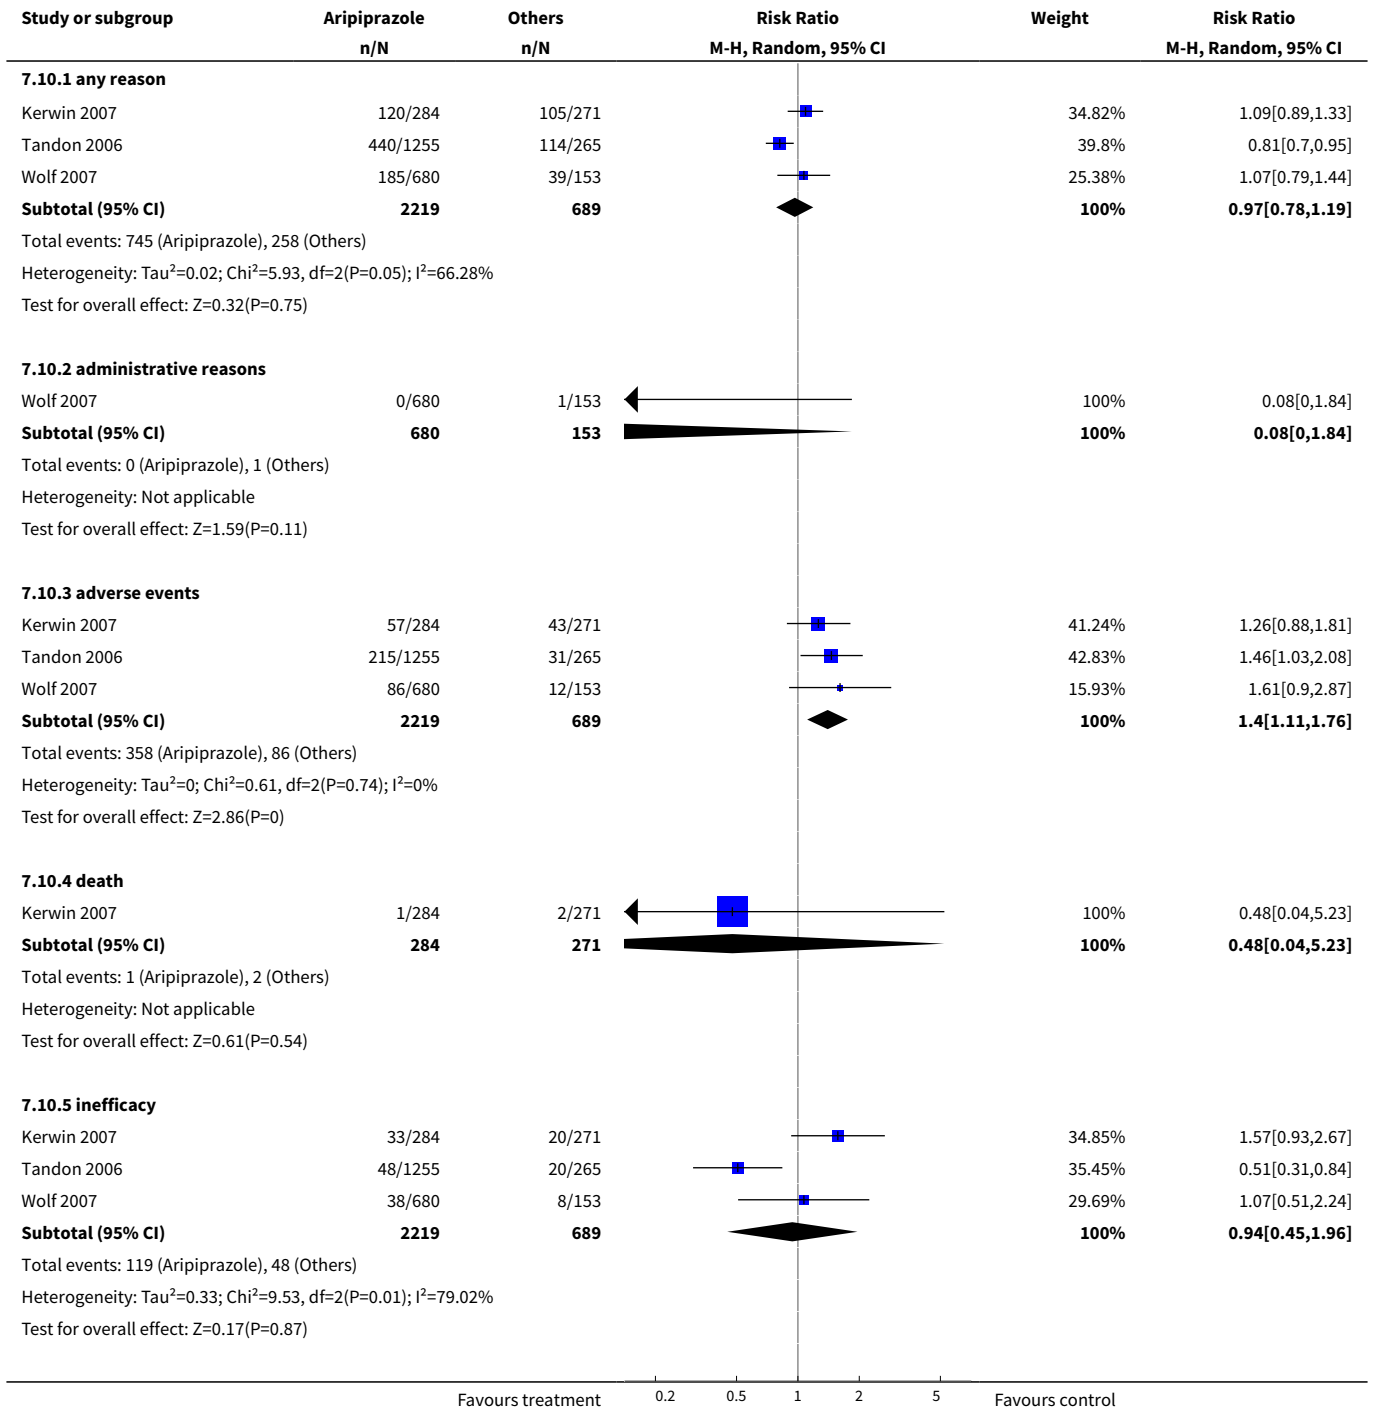 Study or subgroup Aripiprazole Others Risk Ratio Weight Risk Ratio
n/N n/N M-H, Random, 95% CI M-H, Random, 95% CI
7.10.1 any reason
Kerwin 2007 120/284 105/271 34.82% 1.09[0.89,1.33]
Tandon 2006 440/1255 114/265 39.8% 0.81[0.7,0.95]
Wolf 2007 185/680 39/153 25.38% 1.07[0.79,1.44]
Subtotal (95% CI) 2219 689 100% 0.97[0.78,1.19]
Total events: 745 (Aripiprazole), 258 (Others)
Heterogeneity: Tau²=0.02; Chi²=5.93, df=2(P=0.05); I²=66.28%
Test for overall effect: Z=0.32(P=0.75)
7.10.2 administrative reasons
Wolf 2007 0/680 1/153 100% 0.08[0,1.84]
Subtotal (95% CI) 680 153 100% 0.08[0,1.84]
Total events: 0 (Aripiprazole), 1 (Others)
Heterogeneity: Not applicable
Test for overall effect: Z=1.59(P=0.11)
7.10.3 adverse events
Kerwin 2007 57/284 43/271 41.24% 1.26[0.88,1.81]
Tandon 2006 215/1255 31/265 42.83% 1.46[1.03,2.08]
Wolf 2007 86/680 12/153 15.93% 1.61[0.9,2.87]
Subtotal (95% CI) 2219 689 100% 1.4[1.11,1.76]
Total events: 358 (Aripiprazole), 86 (Others)
Heterogeneity: Tau²=0; Chi²=0.61, df=2(P=0.74); I²=0%
Test for overall effect: Z=2.86(P=0)
7.10.4 death
Kerwin 2007 1/284 2/271 100% 0.48[0.04,5.23]
Subtotal (95% CI) 284 271 100% 0.48[0.04,5.23]
Total events: 1 (Aripiprazole), 2 (Others)
Heterogeneity: Not applicable
Test for overall effect: Z=0.61(P=0.54)
7.10.5 inefficacy
Kerwin 2007 33/284 20/271 34.85% 1.57[0.93,2.67]
Tandon 2006 48/1255 20/265 35.45% 0.51[0.31,0.84]
Wolf 2007 38/680 8/153 29.69% 1.07[0.51,2.24]
Subtotal (95% CI) 2219 689 100% 0.94[0.45,1.96]
Total events: 119 (Aripiprazole), 48 (Others)
Heterogeneity: Tau²=0.33; Chi²=9.53, df=2(P=0.01); I²=79.02%
Test for overall effect: Z=0.17(P=0.87)
Favours treatment 0.2 0.5 1 2 5 Favours control